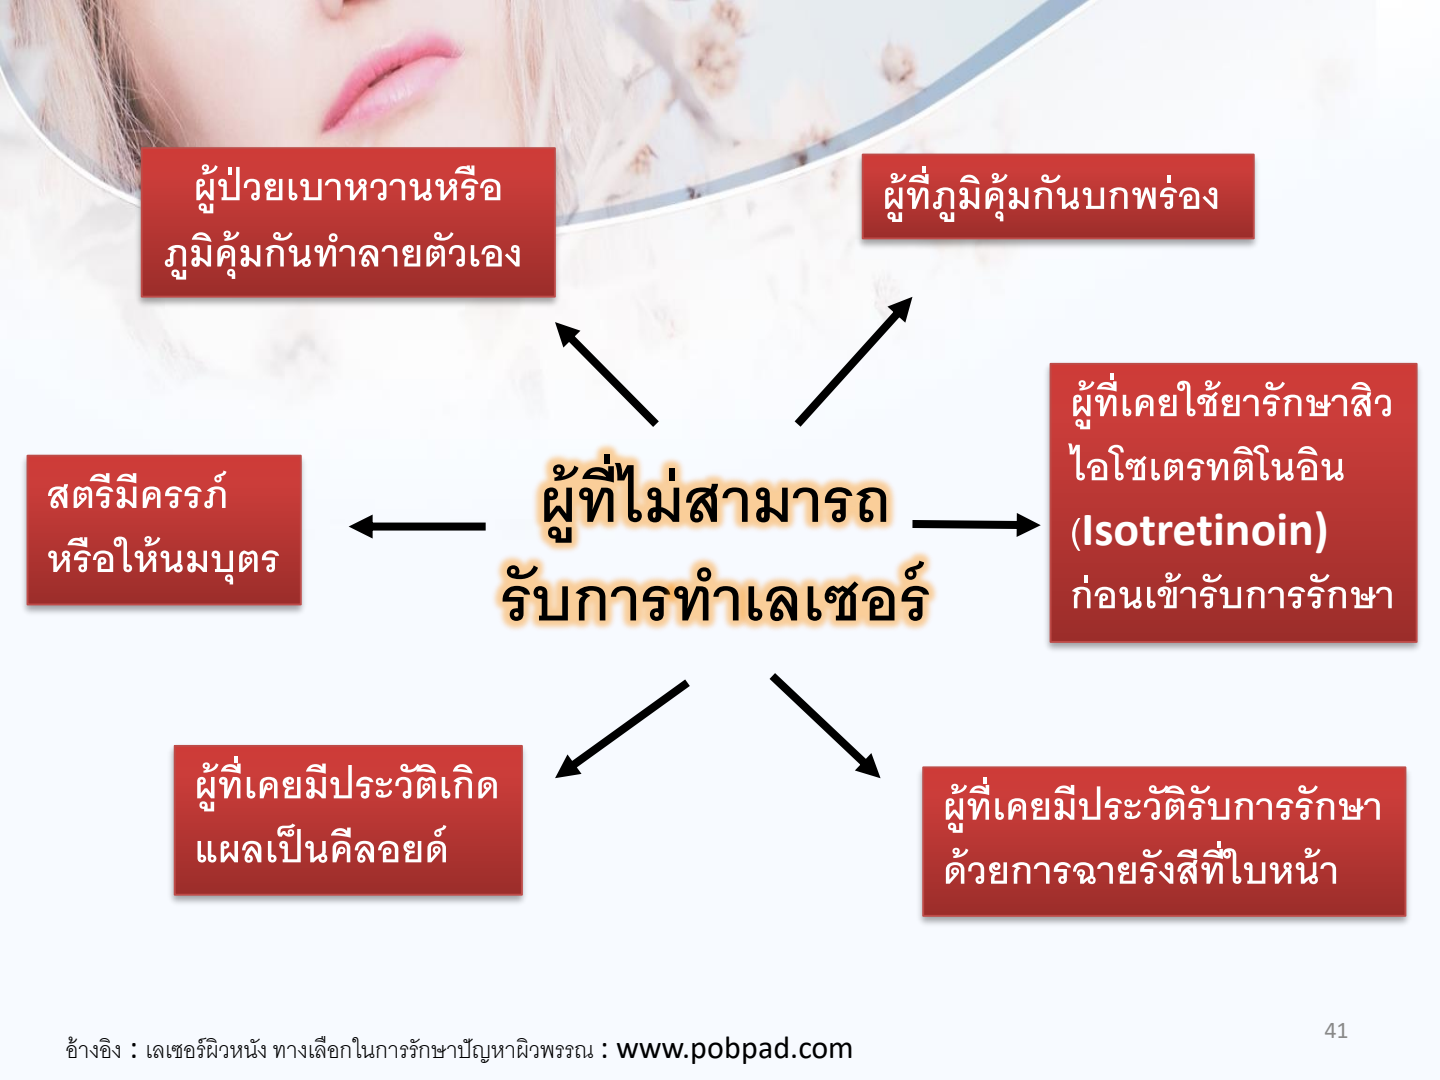 ผู้ป่วยเบาหวานหรือ
ภูมิคุ้มกันทำลายตัวเอง
ผู้ที่ภูมิคุ้มกันบกพร่อง
ผู้ที่เคยใช้ยารักษาสิว
ไอโซเตรทติโนอิน
(Isotretinoin)
ก่อนเข้ารับการรักษา
สตรีมีครรภ์
หรือให้นมบุตร
ผู้ที่ไม่สามารถ
รับการทำเลเซอร์
ผู้ที่เคยมีประวัติเกิด
แผลเป็นคีลอยด์
ผู้ที่เคยมีประวัติรับการรักษา
ด้วยการฉายรังสีที่ใบหน้า
อ้างอิง : เลเซอร์ผิวหนัง ทางเลือกในการรักษาปัญหาผิวพรรณ : www.pobpad.com
41